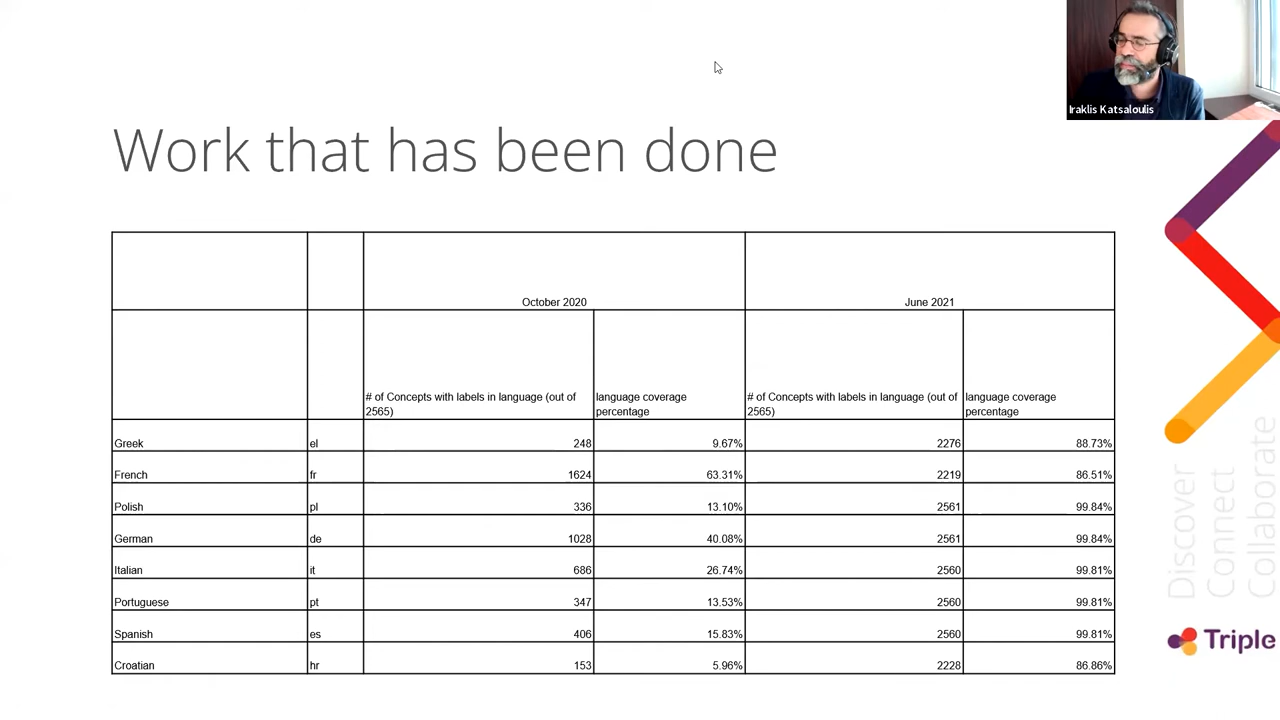 Iraklis Katsaloulis
Work that has been done
October 2020 June 2021
# of Concepts with labels in language (out of 2565) language coverage percentage # of Concepts with labels in language (out of 2565) language coverage percentage
Greek el 248 9.67% 2276 88.73%
French fr 1624 63.31% 2219 86.51%
Polish pl 336 13.10% 2561 99.84%
German de 1028 40.08% 2561 99.84%
Italian it 686 26.74% 2560 99.81%
Portuguese pt 347 13.53% 2560 99.81%
Spanish es 406 15.83% 2560 99.81%
Croatian hr 153 5.96% 2228 86.86%
Discover
Connect
Collaborate
Triple